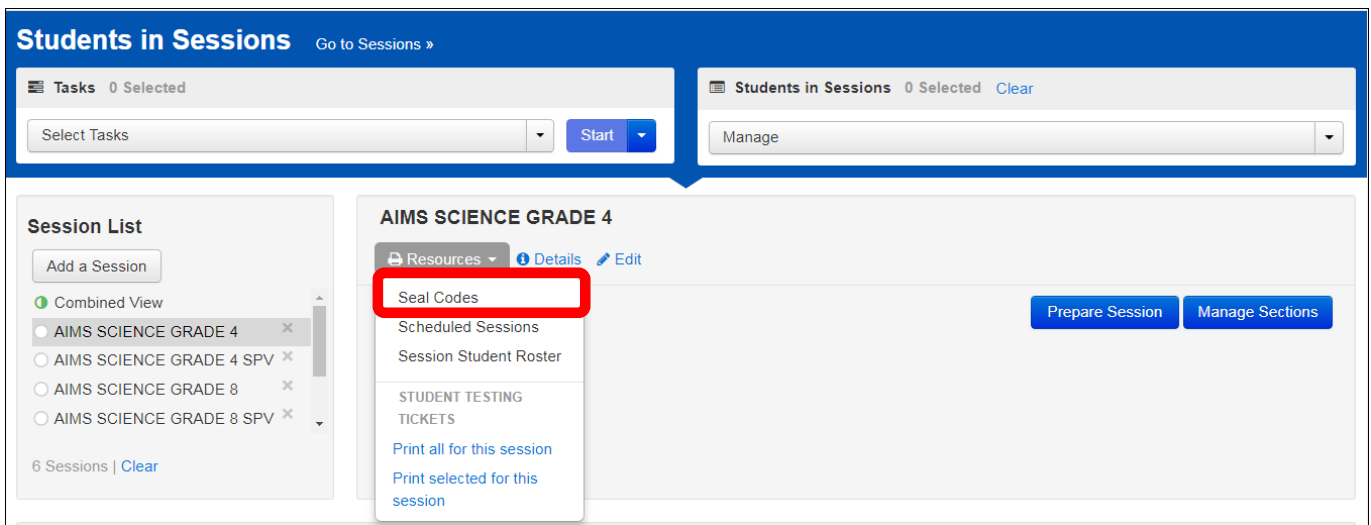 Students in Sessions Go to Sessions »
Tasks 0 Selected
Select Tasks
Start
Students in Sessions 0 Selected Clear
Manage
Session List
Add a Session
Combined View
AIMS SCIENCE GRADE 4
AIMS SCIENCE GRADE 4 SPV
AIMS SCIENCE GRADE 8
AIMS SCIENCE GRADE 8 SPV
6 Sessions | Clear
AIMS SCIENCE GRADE 4
Resources Details Edit
Seal Codes
Scheduled Sessions
Session Student Roster
STUDENT TESTING
TICKETS
Print all for this session
Print selected for this
session
Prepare Session Manage Sections